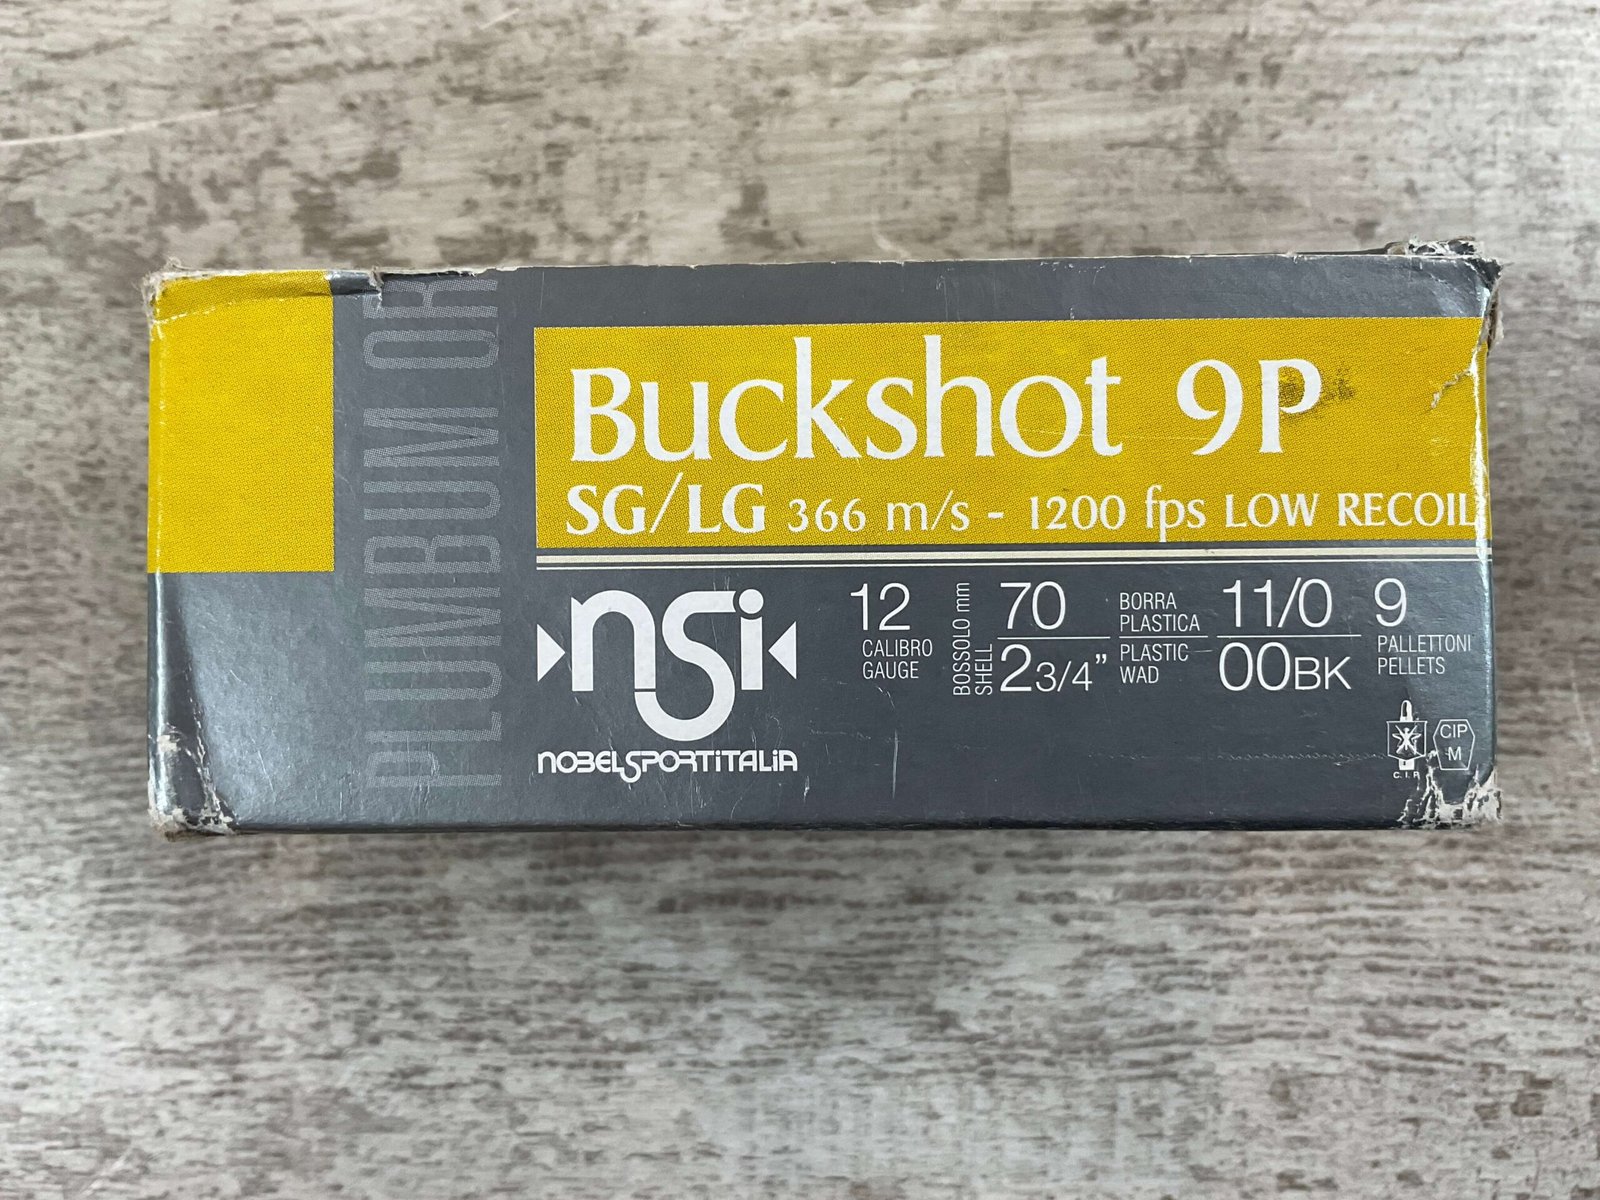 PLUMBUM OR
Buckshot 9P
SG/LG 366 m/s - 1200 fps LOW RECOIL
nsi
NOBELSPORTITALIA
12
CALIBRO
GAUGE
BOSSOLO mm
SHELL
70
2 3/4”
BORRA
PLASTICA
PLASTIC
WAD
11/0
00BK
9
PALLETTONI
PELLETS
C.I.P.
CIP
M